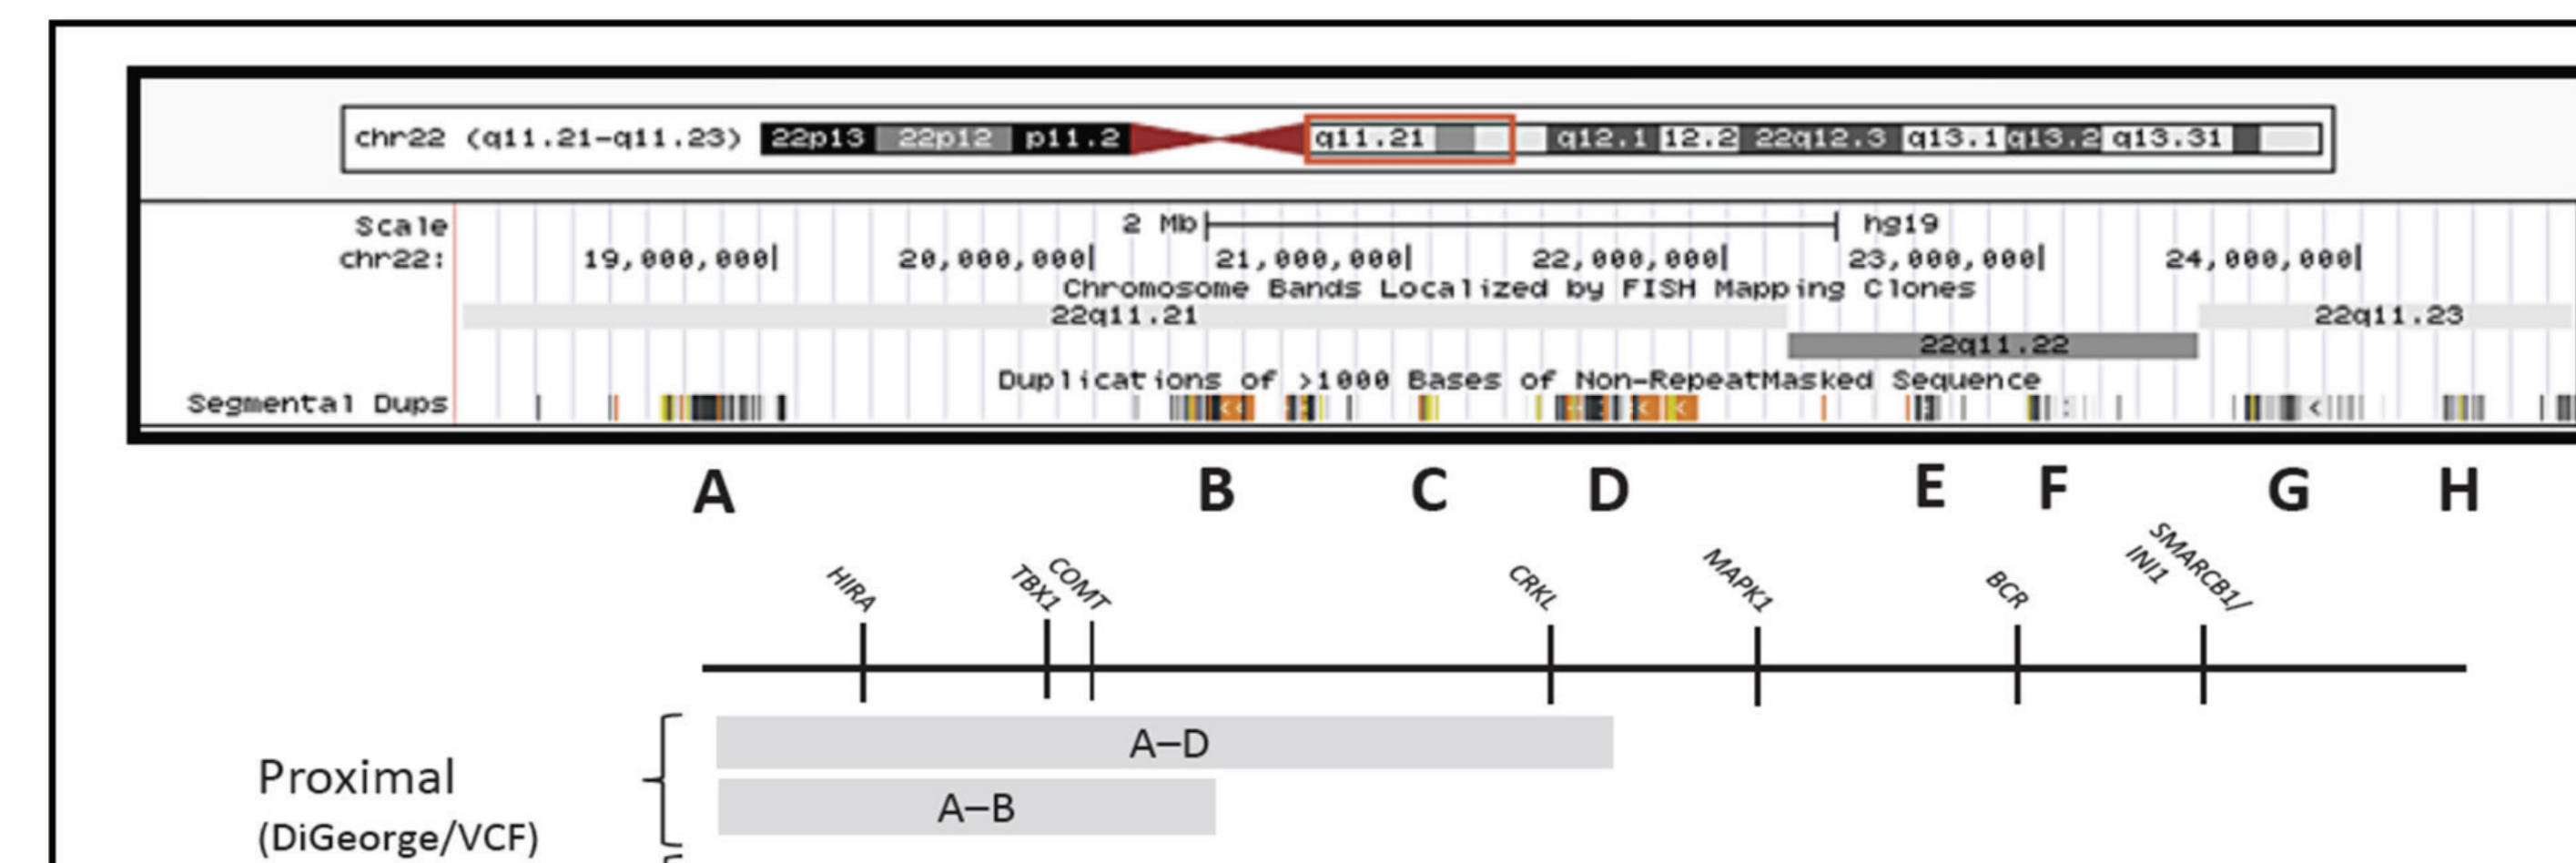 chr22 (q11.21-q11.23) 22p13 22p12 p11.2 q11.21 q12.1 12.2 22q12.3 q13.1 q13.2 q13.31
Scale 2 Mb hg19
chr22: 19,000,000 20,000,000 21,000,000 22,000,000 23,000,000 24,000,000
Chromosome Bands Localized by FISH Mapping Clones
22q11.21 22q11.23
22q11.22
Duplications of >1000 Bases of Non-RepeatMasked Sequence
Segmental Dups
A B C D E F G H
HIRA TBX1 COMT CRKL MAPK1 BCR SMARCB1/
INI1
A–D
Proximal
A–B
(DiGeorge/VCF)